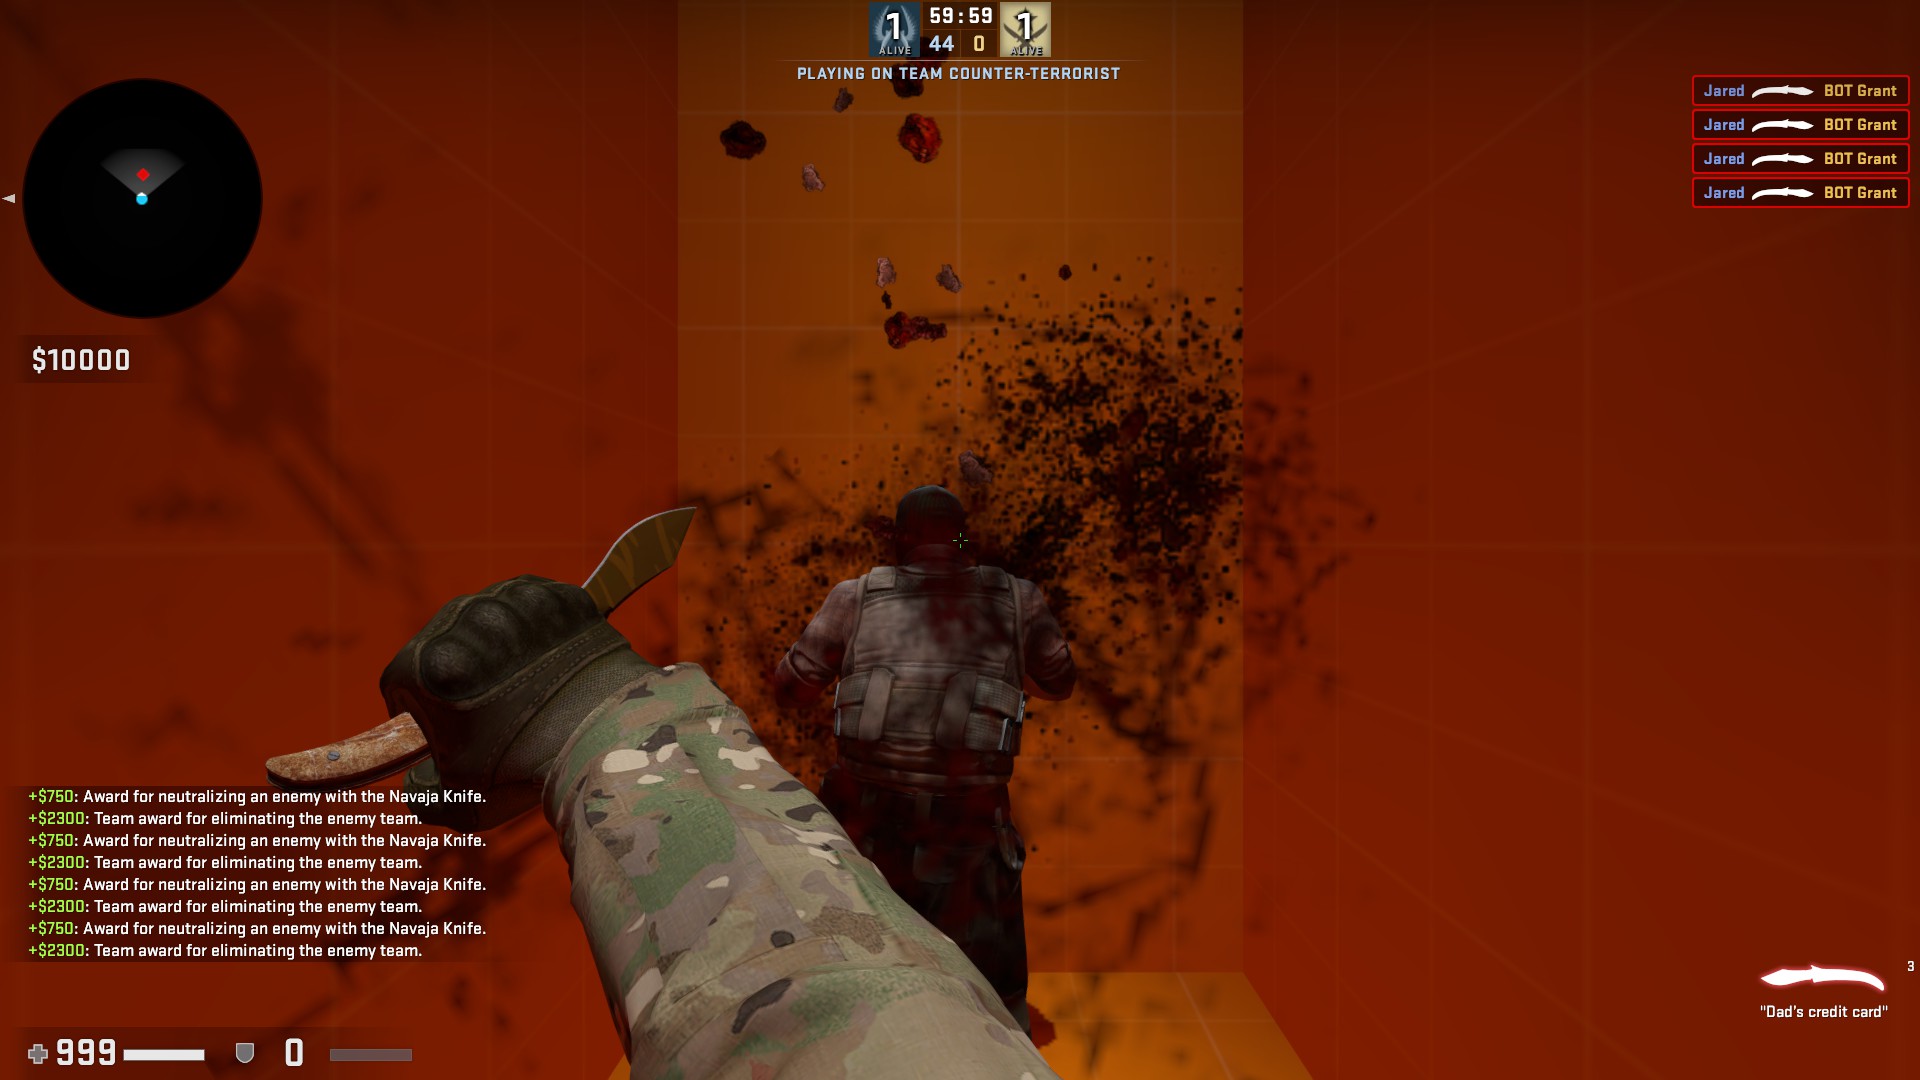 1
ALIVE
59:59
44 0
1
ALIVE
PLAYING ON TEAM COUNTER-TERRORIST
Jared BOT Grant
Jared BOT Grant
Jared BOT Grant
Jared BOT Grant
$10000
+$750: Award for neutralizing an enemy with the Navaja Knife.
+$2300: Team award for eliminating the enemy team.
+$750: Award for neutralizing an enemy with the Navaja Knife.
+$2300: Team award for eliminating the enemy team.
+$750: Award for neutralizing an enemy with the Navaja Knife.
+$2300: Team award for eliminating the enemy team.
+$750: Award for neutralizing an enemy with the Navaja Knife.
+$2300: Team award for eliminating the enemy team.
3
"Dad's credit card"
999 0